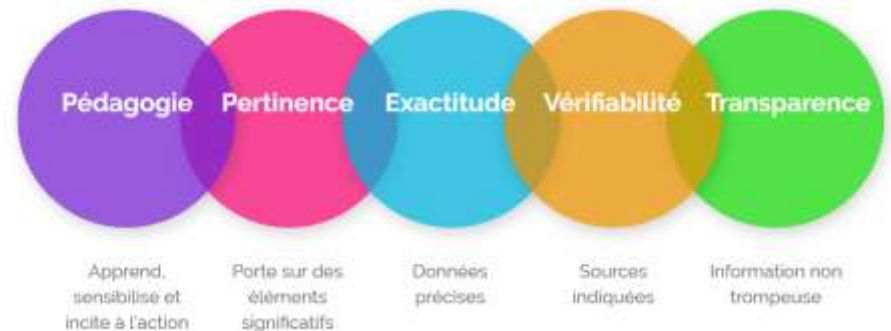 Pédagogie
Pertinence
Exactitude
Vérifiabilité
Transparence
Apprend,
sensibilise et
incite à l'action
Porte sur des
éléments
significatifs
Données
précises
Sources
indiquées
Information non
trompeuse